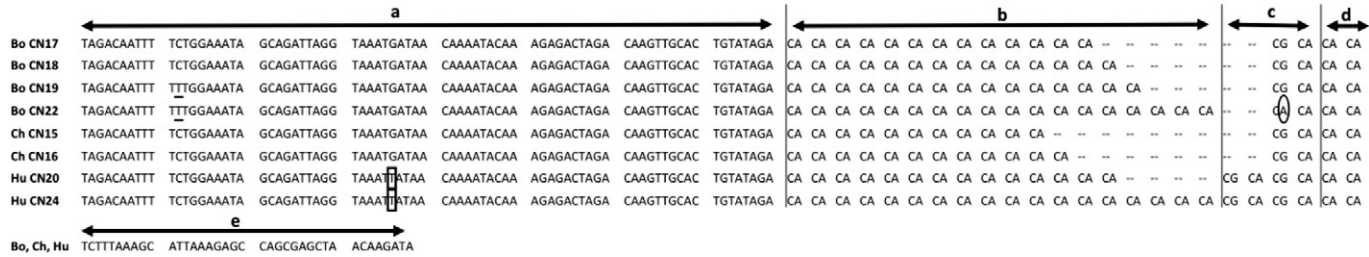 a b c d
Bo CN17 TAGACAATTT TCTGGAAATA GCAGATTAGG TAAATGATAA CAAAATACAA AGAGACTAGA CAAGTTGCAC TGTATAGA CA CA CA CA CA CA CA CA CA CA CA CA CA -- -- -- -- -- -- -- CG CA CA CA
Bo CN18 TAGACAATTT TCTGGAAATA GCAGATTAGG TAAATGATAA CAAAATACAA AGAGACTAGA CAAGTTGCAC TGTATAGA CA CA CA CA CA CA CA CA CA CA CA CA CA CA -- -- -- -- -- -- CG CA CA CA
Bo CN19 TAGACAATTT TTTGGAAATA GCAGATTAGG TAAATGATAA CAAAATACAA AGAGACTAGA CAAGTTGCAC TGTATAGA CA CA CA CA CA CA CA CA CA CA CA CA CA CA CA -- -- -- -- -- CG CA CA CA
Bo CN22 TAGACAATTT TTTGGAAATA GCAGATTAGG TAAATGATAA CAAAATACAA AGAGACTAGA CAAGTTGCAC TGTATAGA CA CA CA CA CA CA CA CA CA CA CA CA CA CA CA CA CA CA -- -- CA CA CA CA
Ch CN15 TAGACAATTT TCTGGAAATA GCAGATTAGG TAAATGATAA CAAAATACAA AGAGACTAGA CAAGTTGCAC TGTATAGA CA CA CA CA CA CA CA CA CA CA CA -- -- -- -- -- -- -- -- -- CG CA CA CA
Ch CN16 TAGACAATTT TCTGGAAATA GCAGATTAGG TAAATGATAA CAAAATACAA AGAGACTAGA CAAGTTGCAC TGTATAGA CA CA CA CA CA CA CA CA CA CA CA CA -- -- -- -- -- -- -- -- CG CA CA CA
Hu CN20 TAGACAATTT TCTGGAAATA GCAGATTAGG TAAATTATAA CAAAATACAA AGAGACTAGA CAAGTTGCAC TGTATAGA CA CA CA CA CA CA CA CA CA CA CA CA CA CA -- -- -- -- CG CA CG CA CA CA
Hu CN24 TAGACAATTT TCTGGAAATA GCAGATTAGG TAAATTATAA CAAAATACAA AGAGACTAGA CAAGTTGCAC TGTATAGA CA CA CA CA CA CA CA CA CA CA CA CA CA CA CA CA CA CA CG CA CG CA CA CA
e
Bo, Ch, Hu TCTTTAAAGC ATTAAAGAGC CAGCGAGCTA ACAAGATA